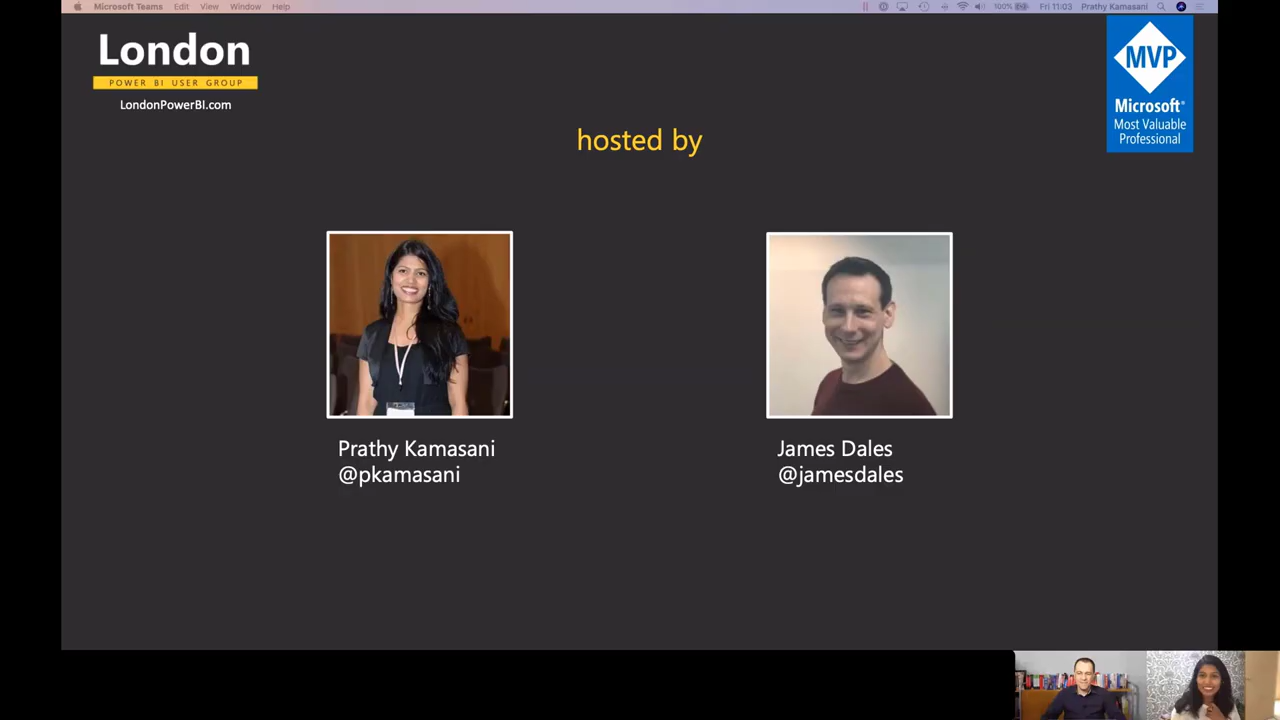 Microsoft Teams Edit View Window Help 100% Fri 11:03 Prathy Kamasani
London
POWER BI USER GROUP
LondonPowerBI.com
MVP
Microsoft®
Most Valuable
Professional
hosted by
Prathy Kamasani
@pkamasani
James Dales
@jamesdales